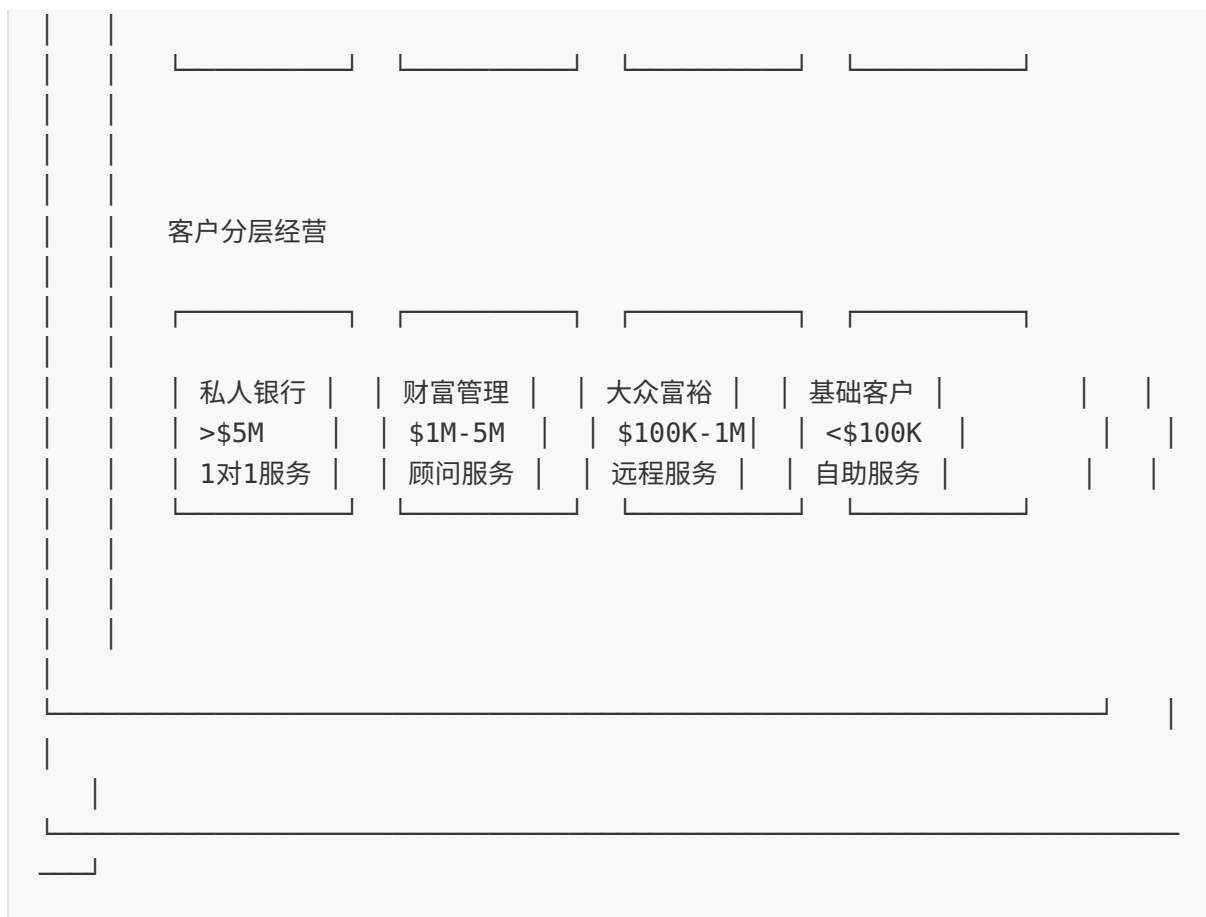 客户分层经营
│ 私人银行 │ │ 财富管理 │ │ 大众富裕 │ │ 基础客户 │
│ >$5M │ │ $1M-5M │ │ $100K-1M│ │ <$100K │
│ 1对1服务 │ │ 顾问服务 │ │ 远程服务 │ │ 自助服务 │